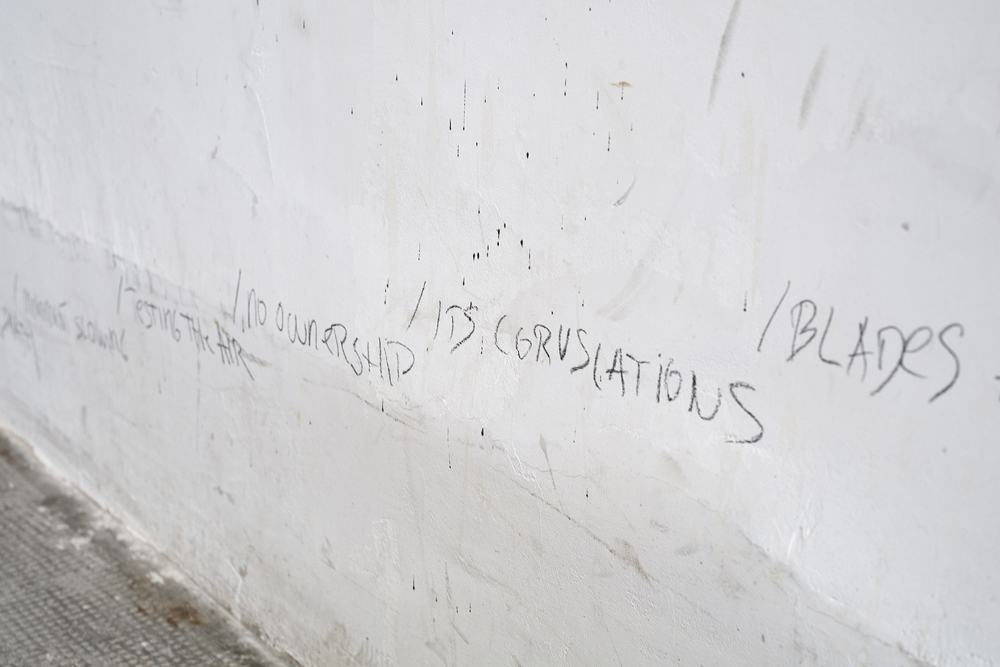 /TESTING THE AIR /NO OWNERSHIP /ITS CORUSCATIONS /BLADES